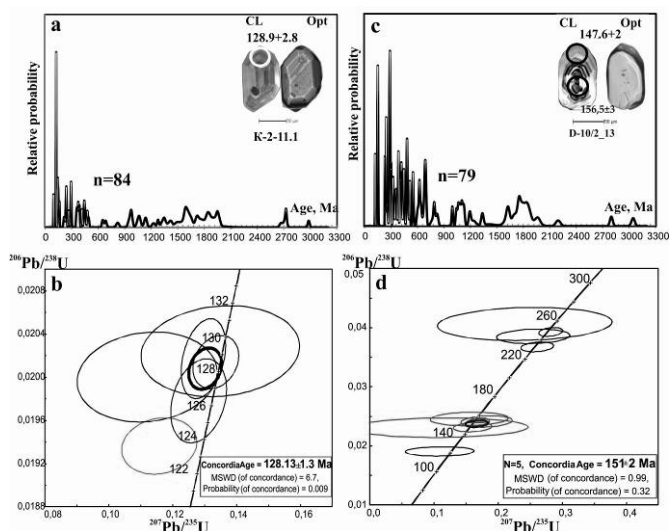 a
CL
Opt
128.9+2.8
K-2-11.1
n=84
Relative probability
Age, Ma
0 300 600 900 1200 1500 1800 2100 2400 2700 3000 3300
c
CL
Opt
147.6+2
156,5±3
D-10/2_13
n=79
Relative probability
Age, Ma
0 300 600 900 1200 1500 1800 2100 2400 2700 3000 3300
²⁰⁶Pb/²³⁸U
b
0,0208
0,0204
0,0200
0,0196
0,0192
0,0188
132
130
128
126
124
122
ConcordiaAge = 128.13±1.3 Ma
MSWD (of concordance) = 6.7,
Probability (of concordance) = 0.009
0,08 0,10 0,12 0,14 0,16
²⁰⁷Pb/²³⁵U
²⁰⁶Pb/²³⁸U
d
0,05
0,04
0,03
0,02
0,01
300
260
220
180
140
100
N=5, Concordia Age = 151±2 Ma
MSWD (of concordance) = 0.99,
Probability (of concordance) = 0.32
0,0 0,1 0,2 0,3 0,4
²⁰⁷Pb/²³⁵U